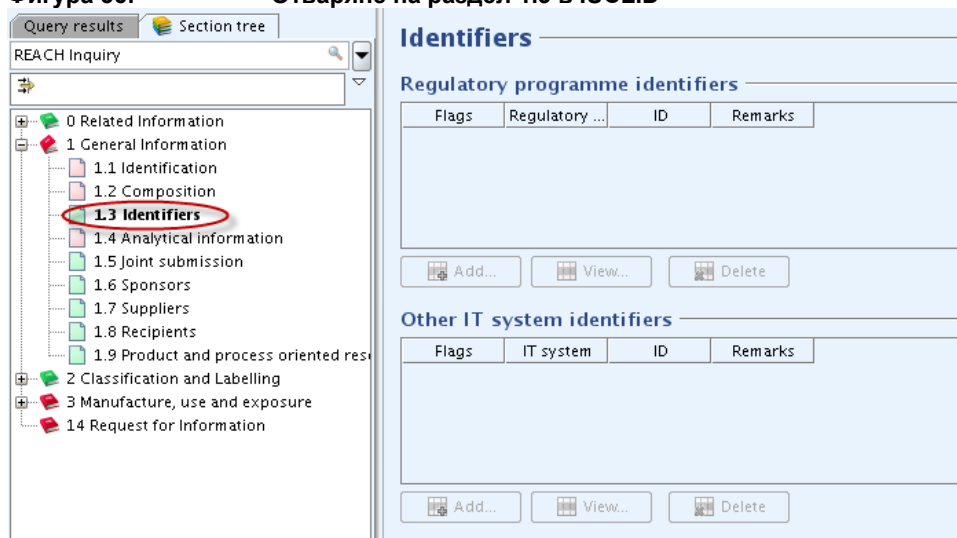 Query results Section tree
REACH Inquiry
0 Related Information
1 General Information
1.1 Identification
1.2 Composition
1.3 Identifiers
1.4 Analytical information
1.5 Joint submission
1.6 Sponsors
1.7 Suppliers
1.8 Recipients
1.9 Product and process oriented res
2 Classification and Labelling
3 Manufacture, use and exposure
14 Request for Information
Identifiers
Regulatory programme identifiers
Flags Regulatory ... ID Remarks
Add... View... Delete
Other IT system identifiers
Flags IT system ID Remarks
Add... View... Delete